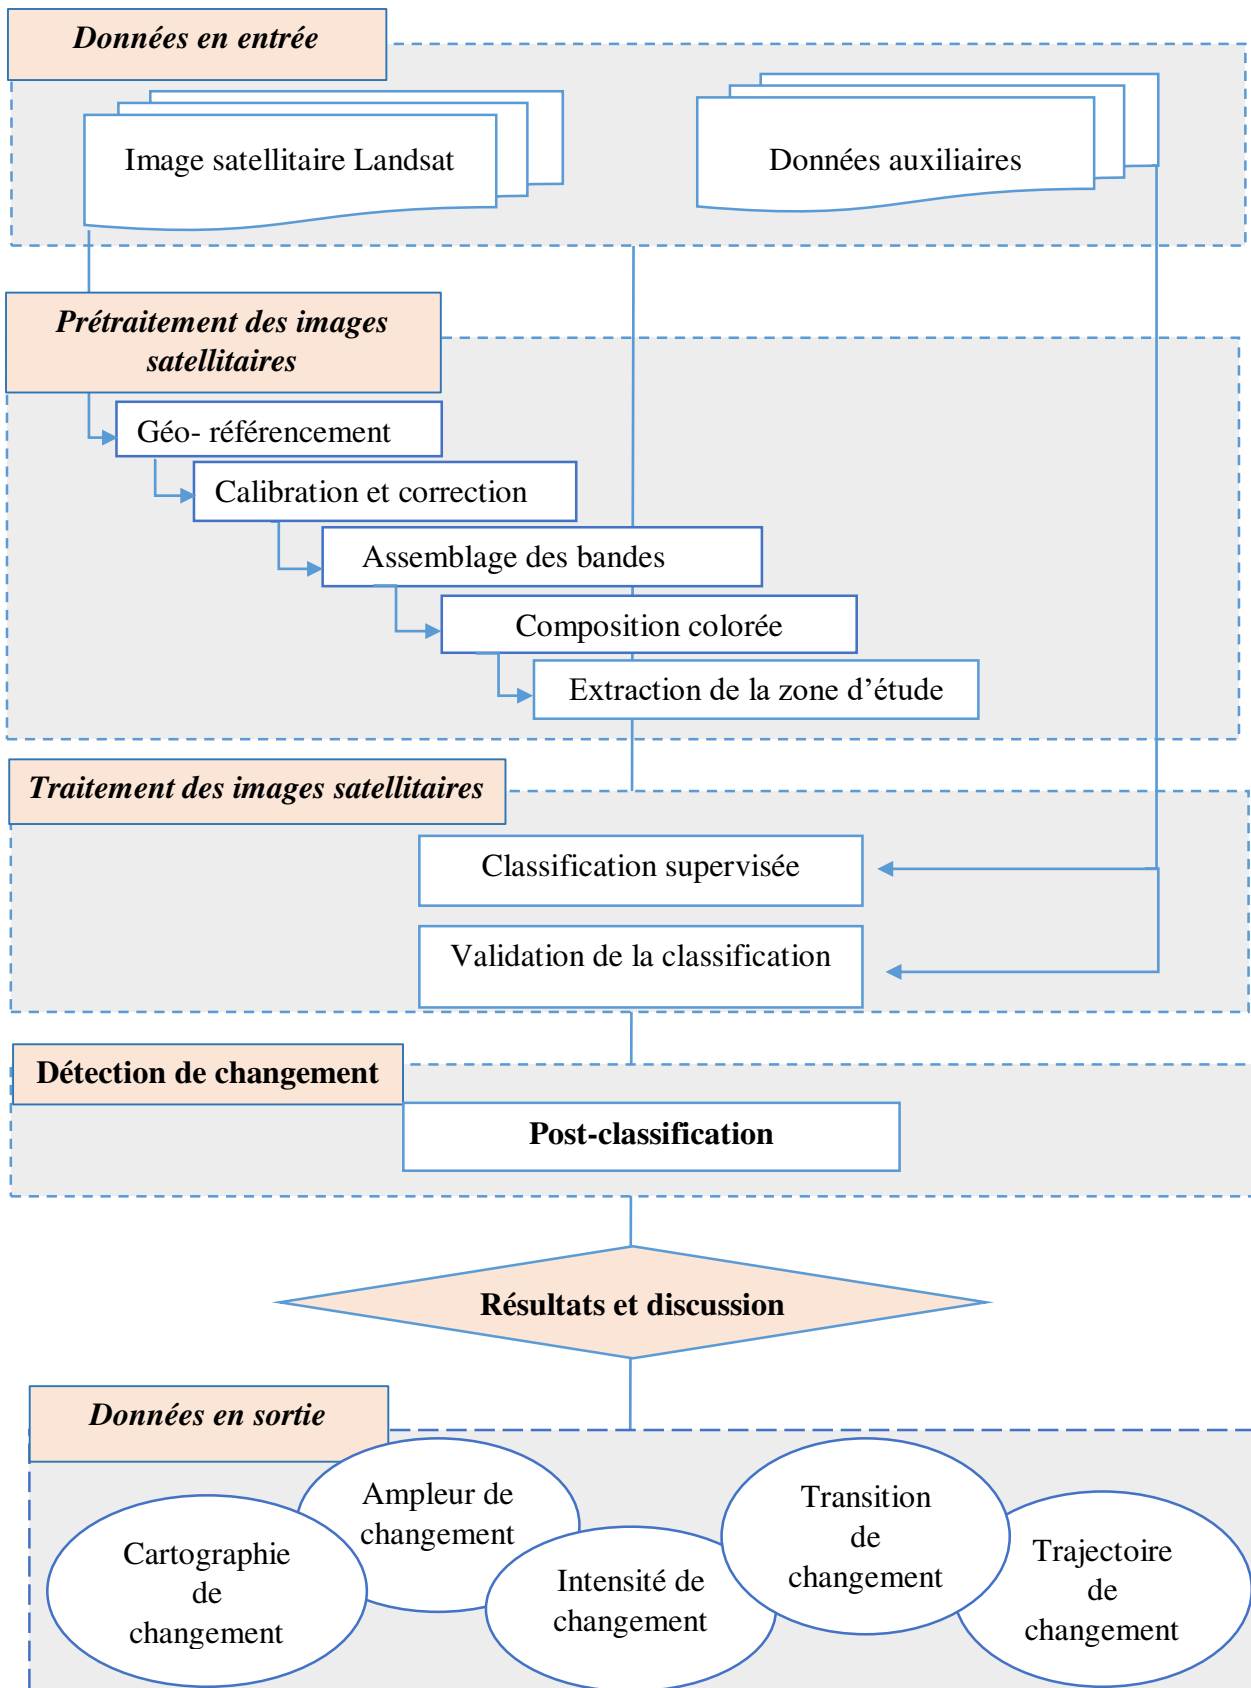 Données en entrée
Image satellitaire Landsat
Données auxiliaires
Prétraitement des images
satellitaires
Géo- référencement
Calibration et correction
Assemblage des bandes
Composition colorée
Extraction de la zone d’étude
Traitement des images satellitaires
Classification supervisée
Validation de la classification
Détection de changement
Post-classification
Résultats et discussion
Données en sortie
Cartographie
de
changement
Ampleur de
changement
Intensité de
changement
Transition
de
changement
Trajectoire
de
changement